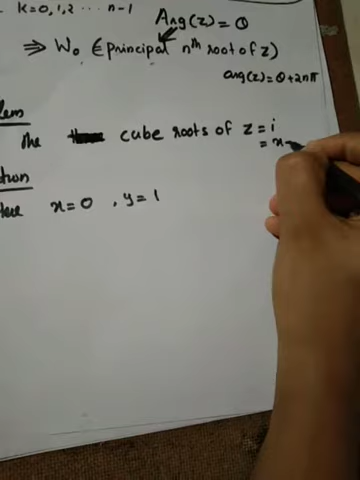 K=0,1,2 ... n-1
Arg(z) = θ
⇒ W₀ (principal nth root of z)
arg(z) = θ+2nπ
The cube roots of z = i
= x
x=0 , y=1